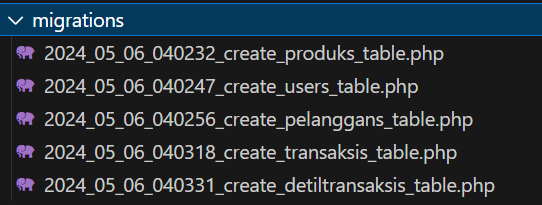 migrations
2024_05_06_040232_create_produks_table.php
2024_05_06_040247_create_users_table.php
2024_05_06_040256_create_pelanggans_table.php
2024_05_06_040318_create_transaksis_table.php
2024_05_06_040331_create_detiltransaksis_table.php